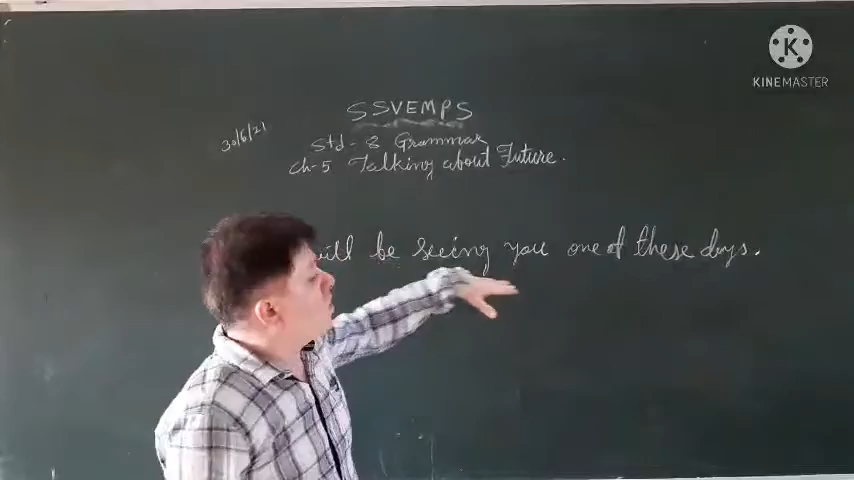 KINEMASTER
SSVEMPS
30/6/21
Std - 8 Grammar
Ch-5 Talking about Future.
will be seeing you one of these days.